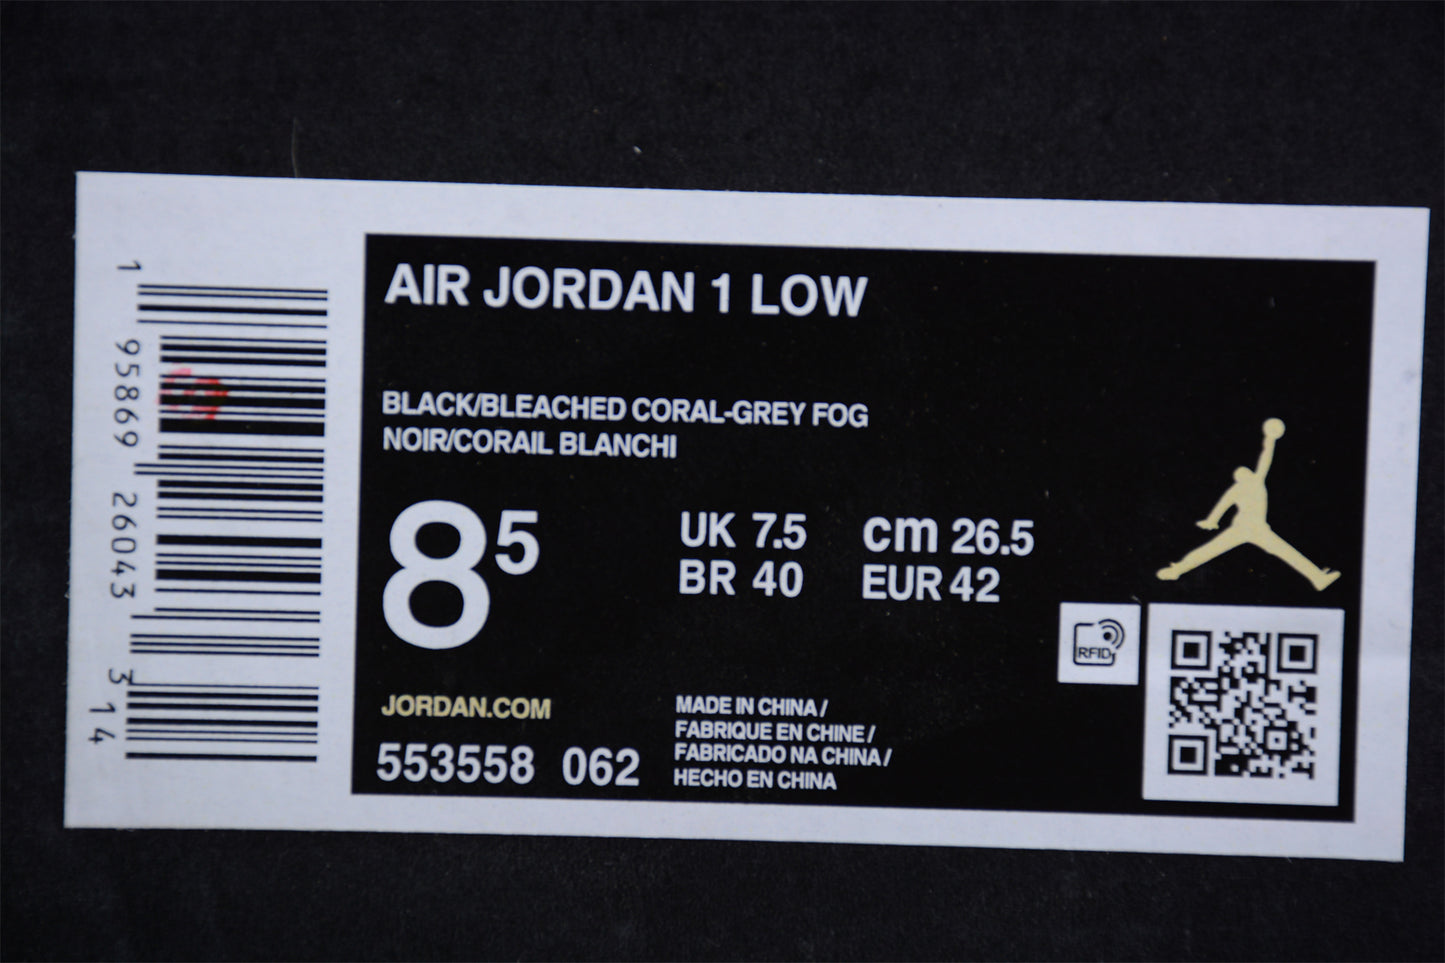 AIR JORDAN 1 LOW
BLACK/BLEACHED CORAL-GREY FOG
NOIR/CORAIL BLANCHI
8 5
UK 7.5 cm 26.5
BR 40 EUR 42
RFID
JORDAN.COM
553558 062
MADE IN CHINA /
FABRIQUE EN CHINE /
FABRICADO NA CHINA /
HECHO EN CHINA
1 95869 26043 3 14